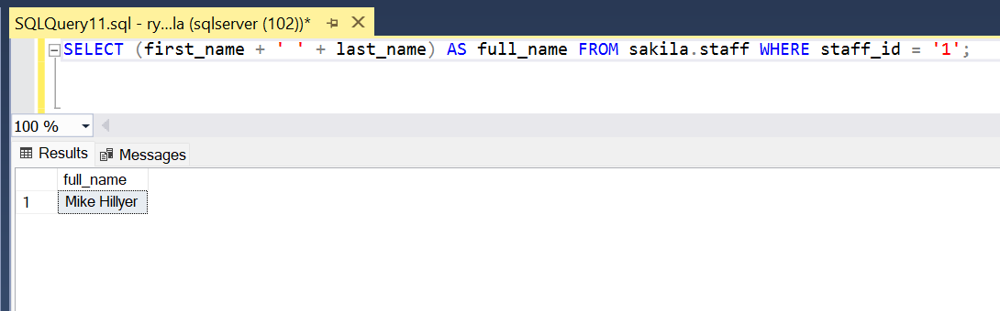 SQLQuery11.sql - ry...la (sqlserver (102))*
SELECT (first_name + ' ' + last_name) AS full_name FROM sakila.staff WHERE staff_id = '1';
100 %
Results Messages
full_name
1 Mike Hillyer